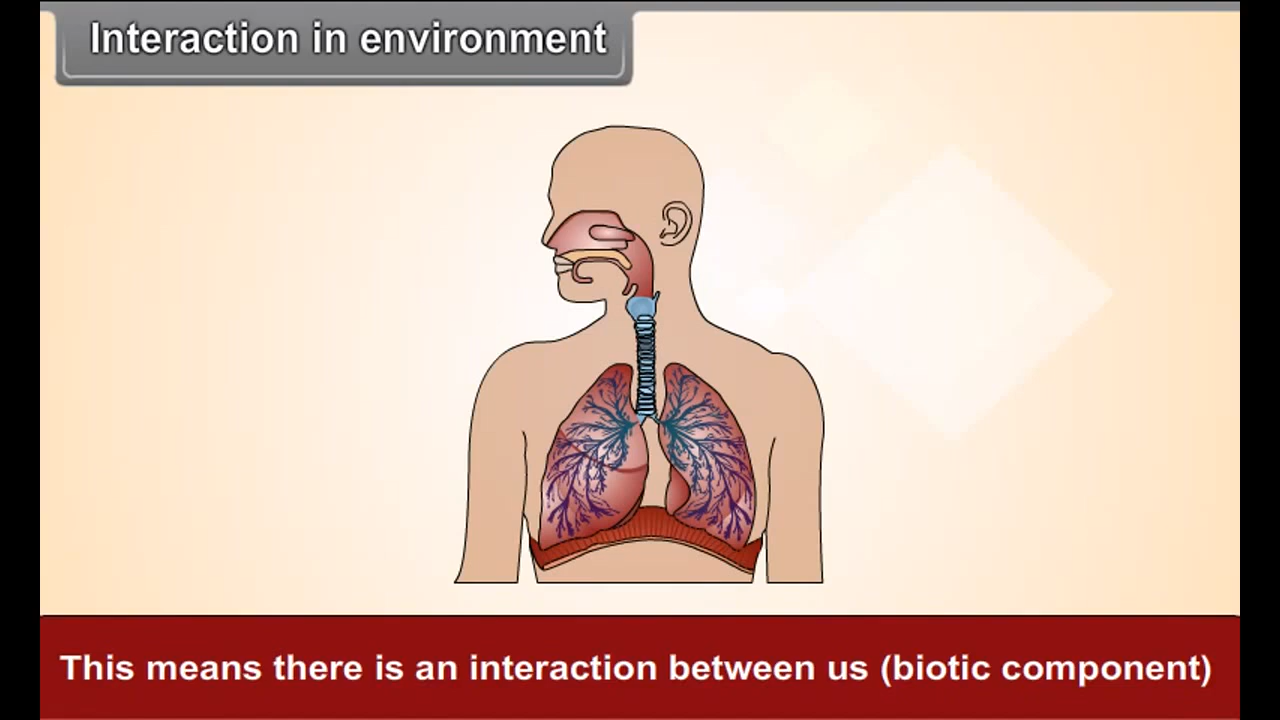 Interaction in environment
This means there is an interaction between us (biotic component)